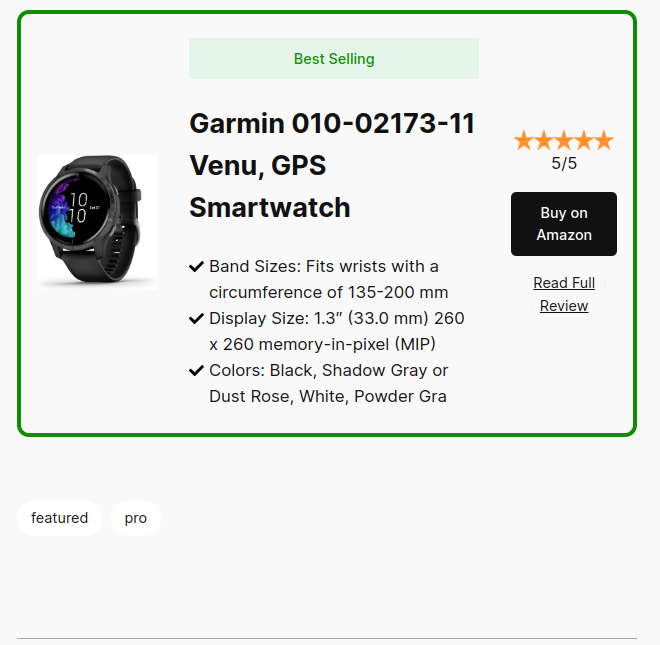 Best Selling
Garmin 010-02173-11
Venu, GPS
Smartwatch
Band Sizes: Fits wrists with a
circumference of 135-200 mm
Display Size: 1.3″ (33.0 mm) 260
x 260 memory-in-pixel (MIP)
Colors: Black, Shadow Gray or
Dust Rose, White, Powder Gra
10
10
5/5
Buy on
Amazon
Read Full
Review
featured
pro